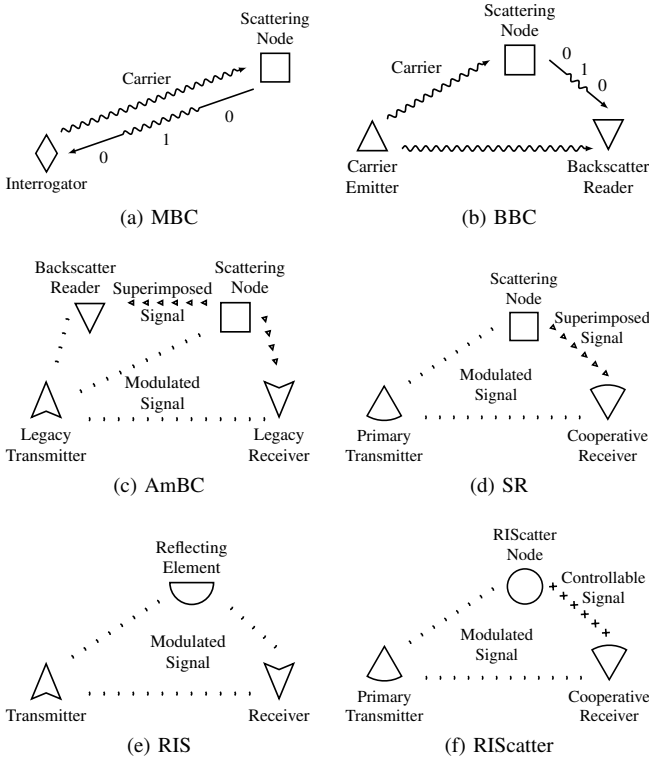 Scattering
Node
Carrier
0
1
0
Interrogator
(a) MBC
Scattering
Node
Carrier
0
1
0
Carrier
Emitter
Backscatter
Reader
(b) BBC
Backscatter
Reader
Superimposed
Signal
Scattering
Node
Modulated
Signal
Legacy
Transmitter
Legacy
Receiver
(c) AmBC
Scattering
Node
Superimposed
Signal
Modulated
Signal
Primary
Transmitter
Cooperative
Receiver
(d) SR
Reflecting
Element
Modulated
Signal
Transmitter
Receiver
(e) RIS
RIScatter
Node
Controllable
Signal
Modulated
Signal
Primary
Transmitter
Cooperative
Receiver
(f) RIScatter